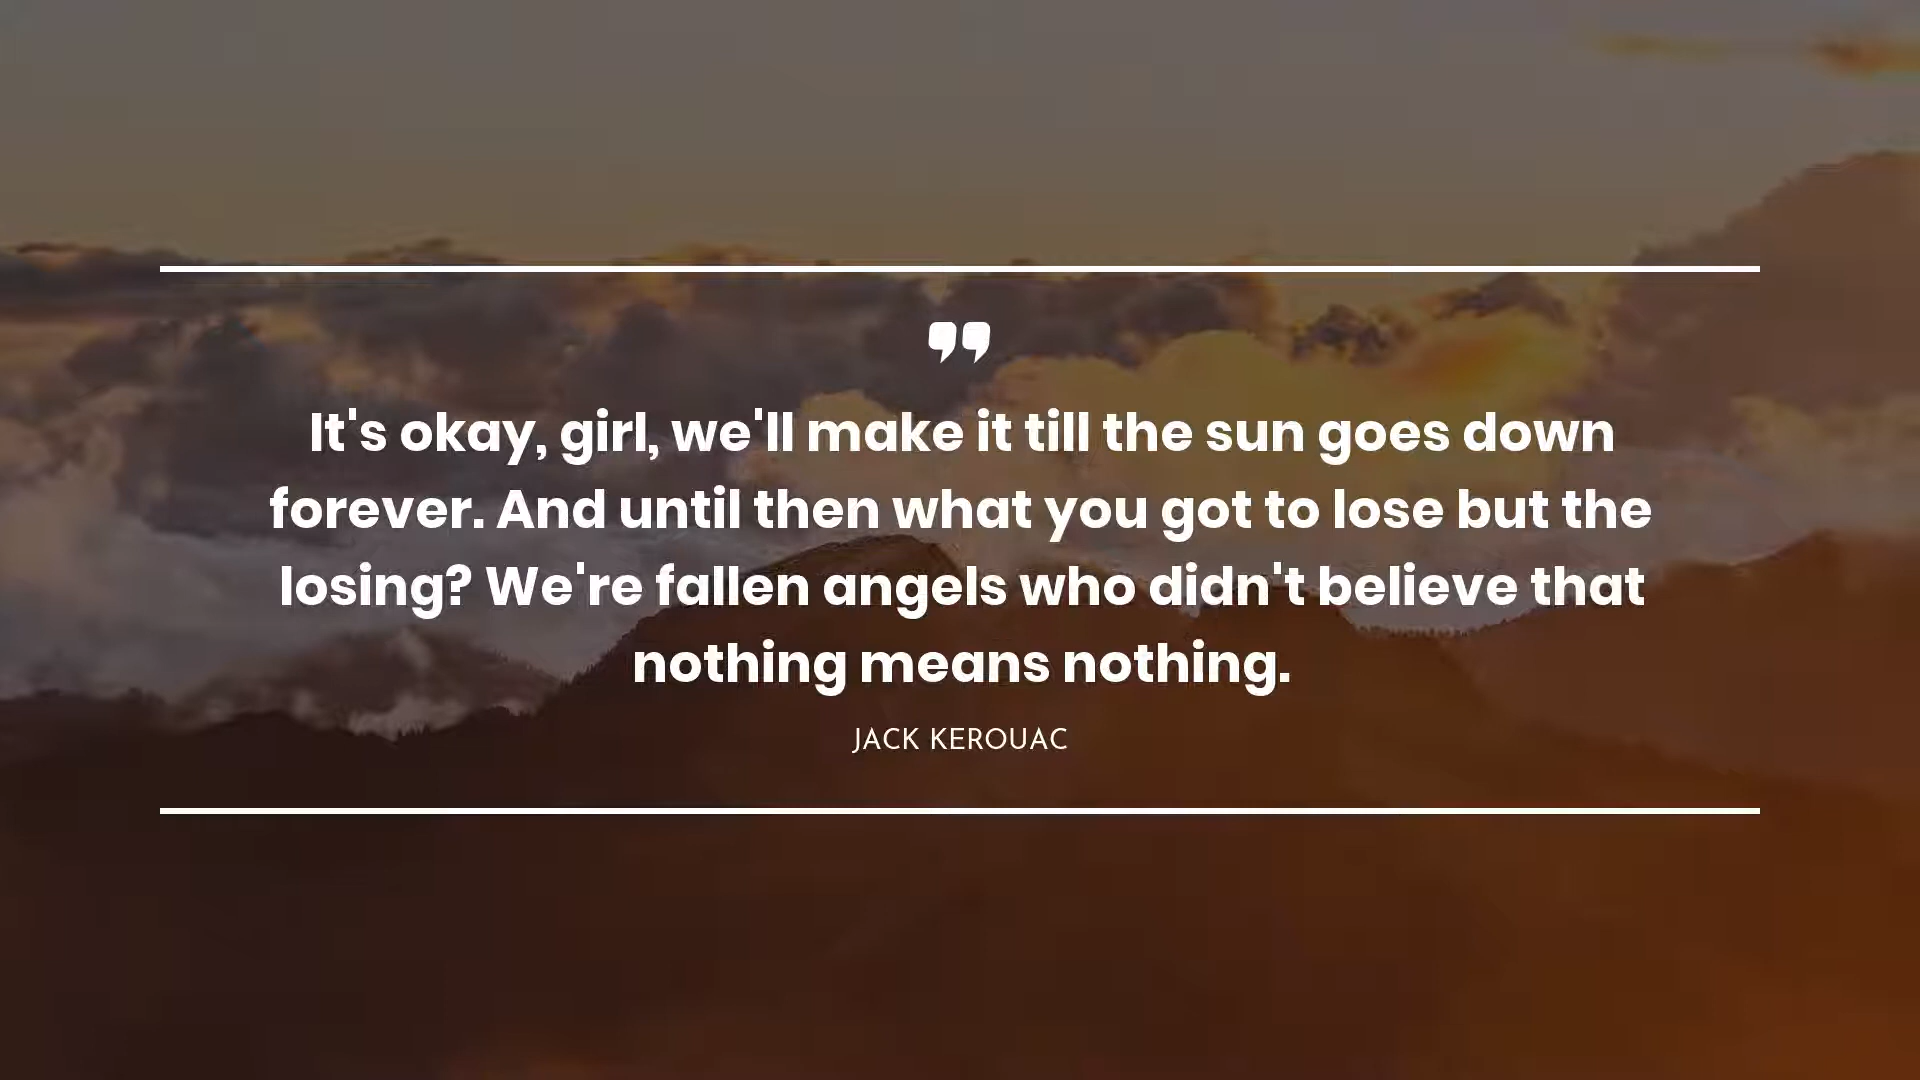 "
It's okay, girl, we'll make it till the sun goes down
forever. And until then what you got to lose but the
losing? We're fallen angels who didn't believe that
nothing means nothing.
JACK KEROUAC